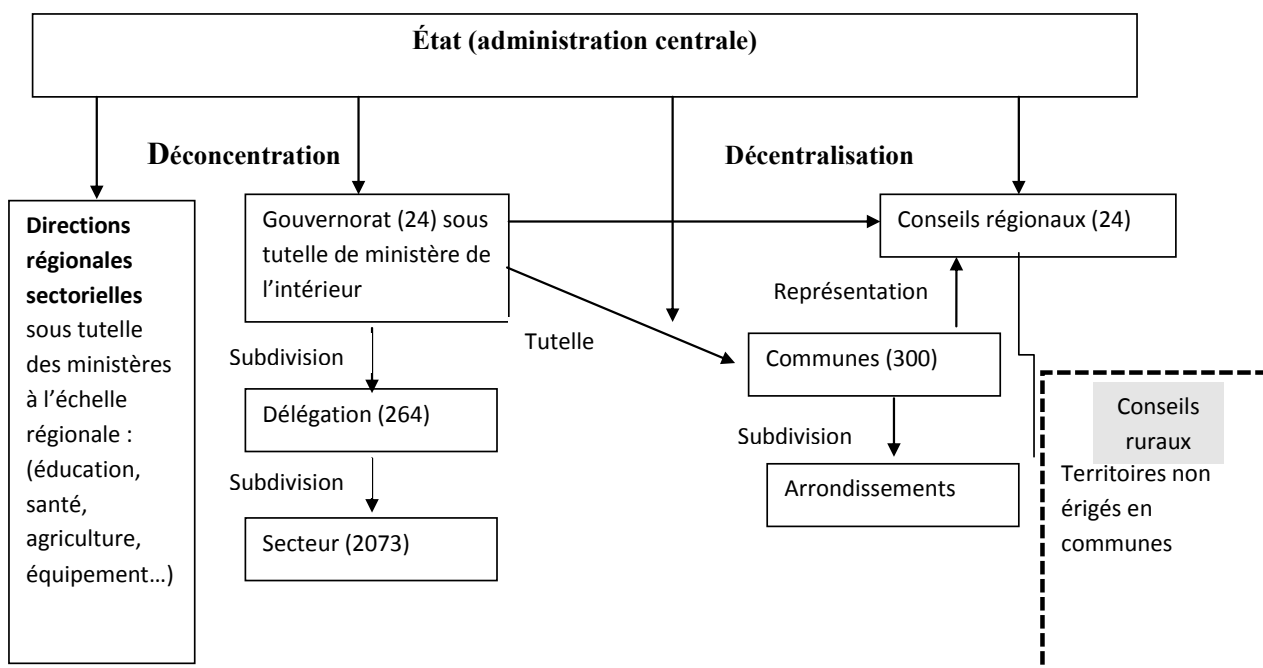 État (administration centrale)
Déconcentration
Décentralisation
Directions
régionales
sectorielles
sous tutelle
des ministères
à l’échelle
régionale :
(éducation,
santé,
agriculture,
équipement…)
Gouvernorat (24) sous
tutelle de ministère de
l’intérieur
Conseils régionaux (24)
Représentation
Tutelle
Subdivision
Communes (300)
Délégation (264)
Subdivision
Subdivision
Arrondissements
Secteur (2073)
Conseils
ruraux
Territoires non
érigés en
communes